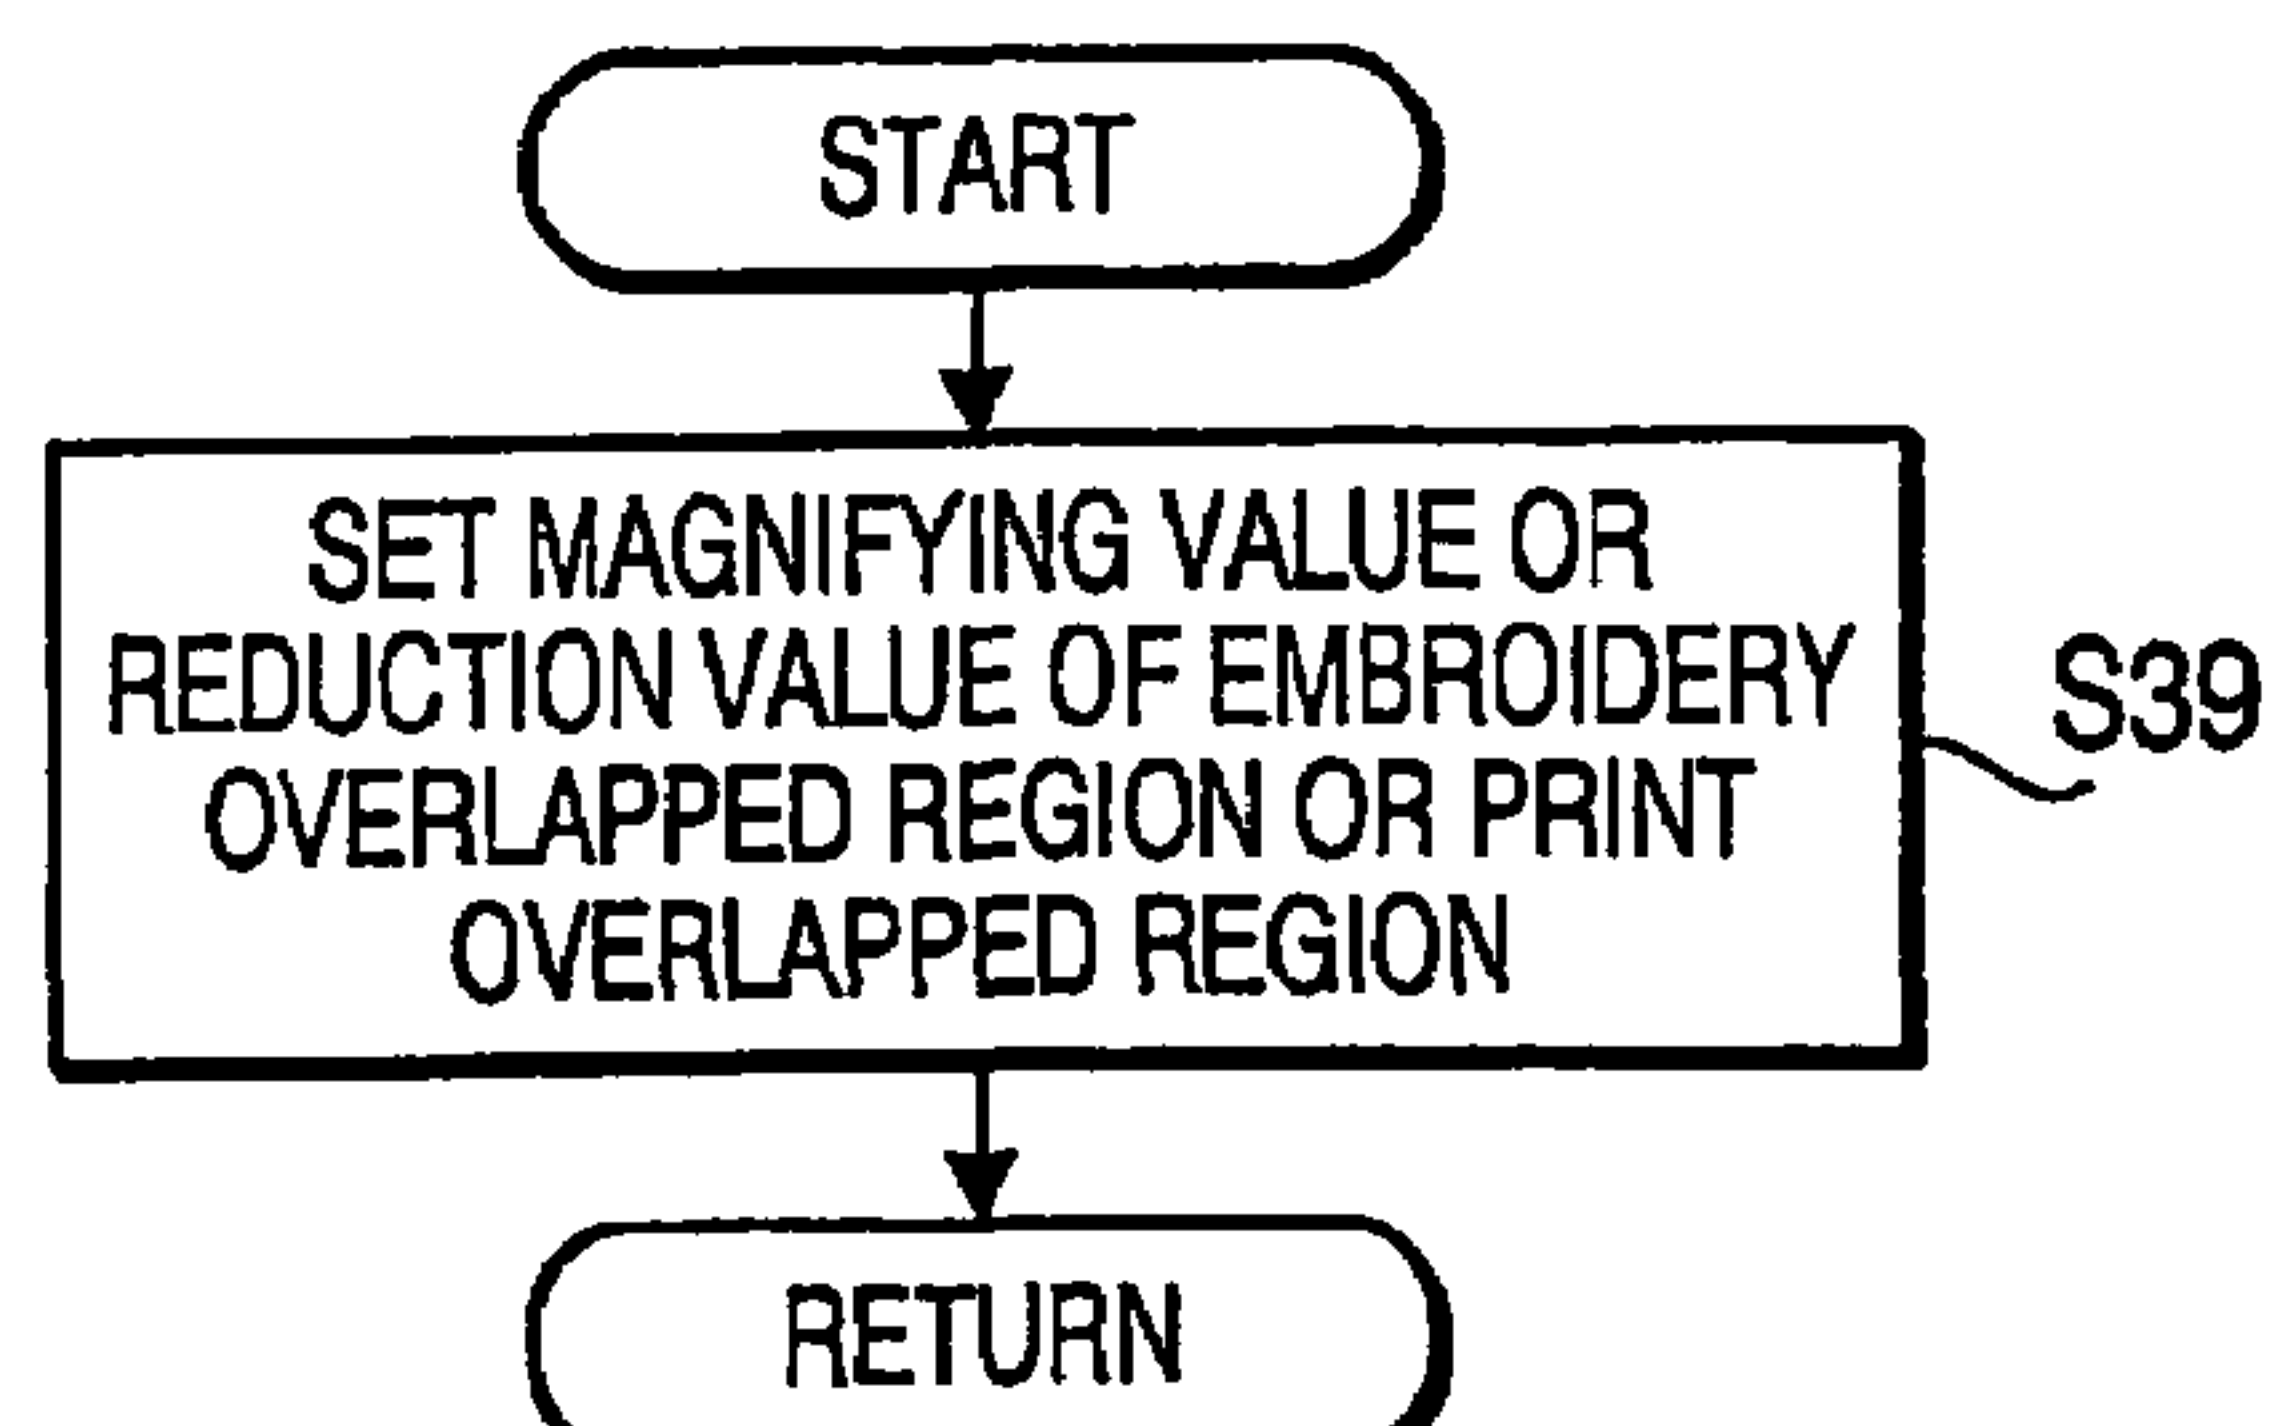 START
SET MAGNIFYING VALUE OR
REDUCTION VALUE OF EMBROIDERY
OVERLAPPED REGION OR PRINT
OVERLAPPED REGION
S39
RETURN